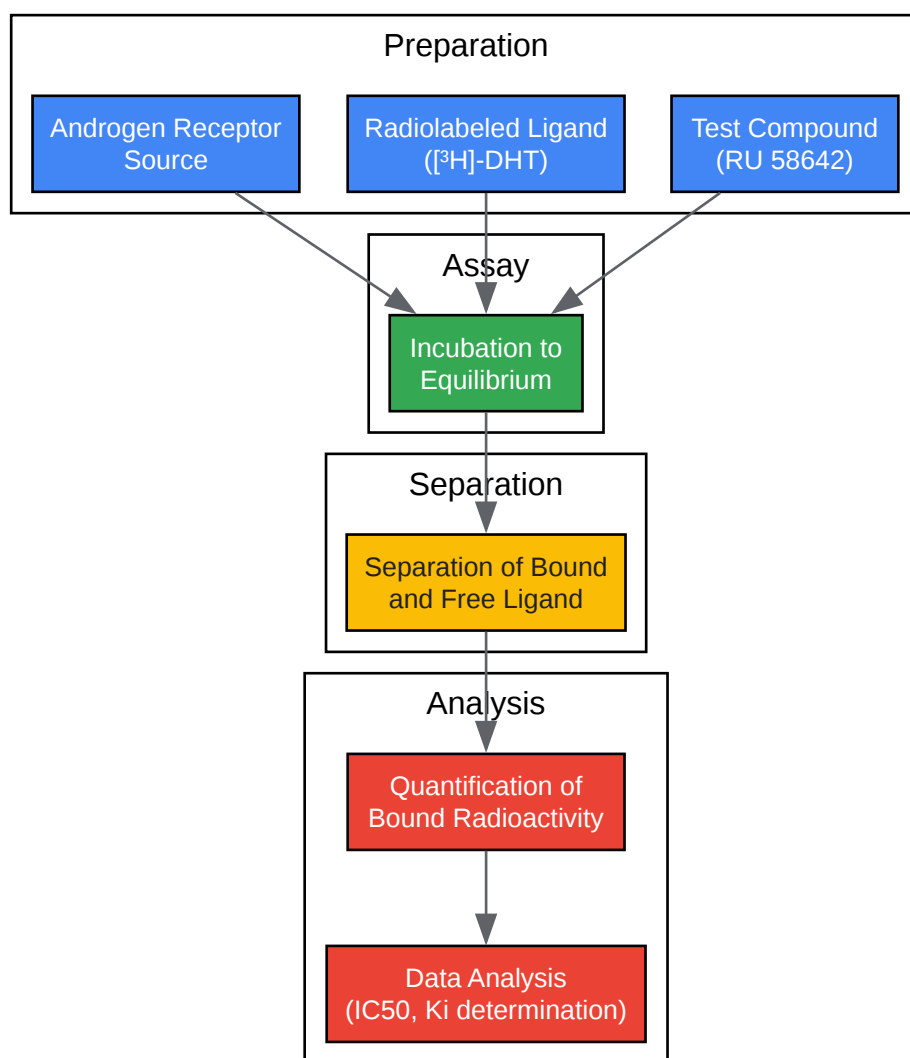 Preparation
Androgen Receptor
Source
Radiolabeled Ligand
([³H]-DHT)
Test Compound
(RU 58642)
Assay
Incubation to
Equilibrium
Separation
Separation of Bound
and Free Ligand
Analysis
Quantification of
Bound Radioactivity
Data Analysis
(IC50, Ki determination)